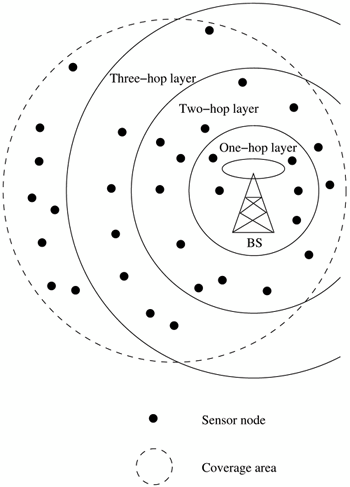 Three-hop layer
Two-hop layer
One-hop layer
BS
Sensor node
Coverage area